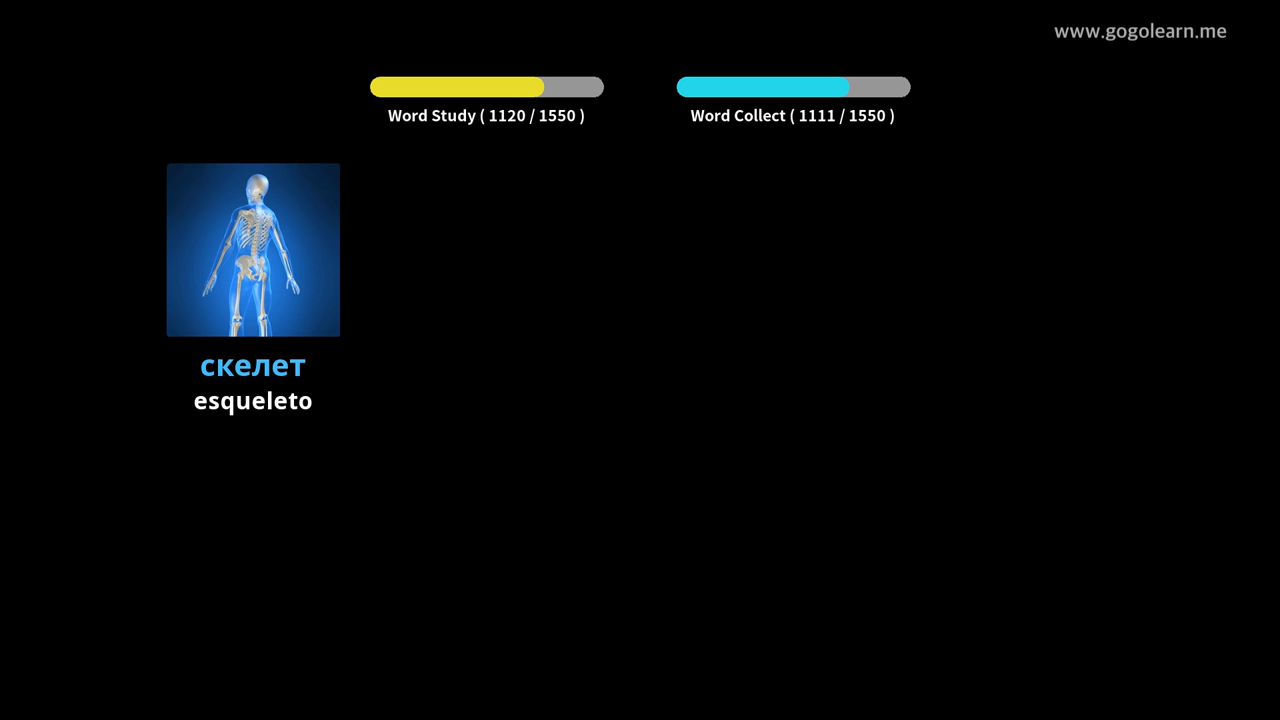 www.gogolearn.me
Word Study ( 1120 / 1550 )
Word Collect ( 1111 / 1550 )
скелет
esqueleto